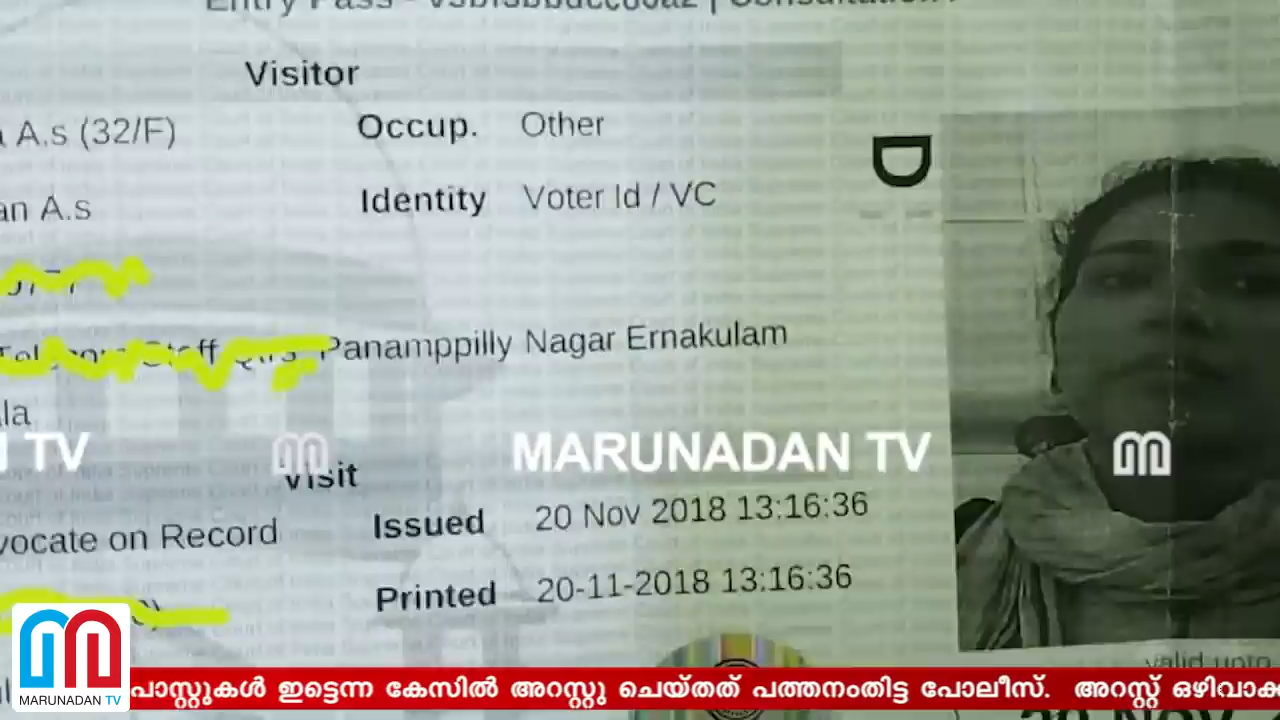 Entry Pass -
Visitor
A.s (32/F)
Occup. Other
an A.s
Identity Voter Id / VC
Panamppilly Nagar Ernakulam
la
N TV MARUNADAN TV
Visit
Issued 20 Nov 2018 13:16:36
vocate on Record
Printed 20-11-2018 13:16:36
D
valid upto
MARUNADAN TV
പോസ്റ്റുകൾ ഇട്ടെന്ന കേസിൽ അറസ്റ്റു ചെയ്തത് പത്തനംതിട്ട പോലീസ്. അറസ്റ്റ് ഒഴിവാക്ക